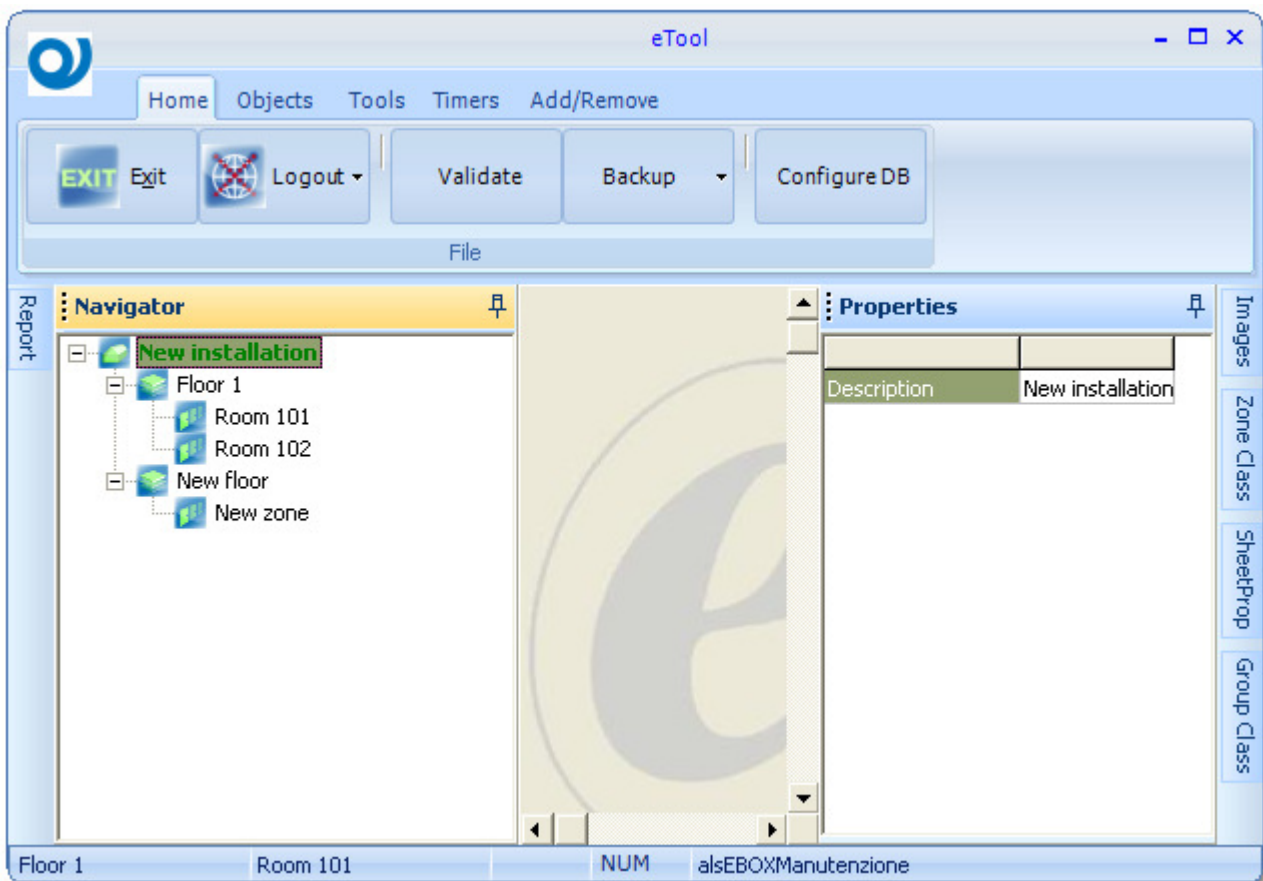 eTool
Home Objects Tools Timers Add/Remove
EXIT Exit Logout Validate Backup Configure DB
File
Report
Navigator
New installation
Floor 1
Room 101
Room 102
New floor
New zone
e
Properties
Description New installation
Images
Zone Class
SheetProp
Group Class
Floor 1 Room 101 NUM alsEBOXManutenzione